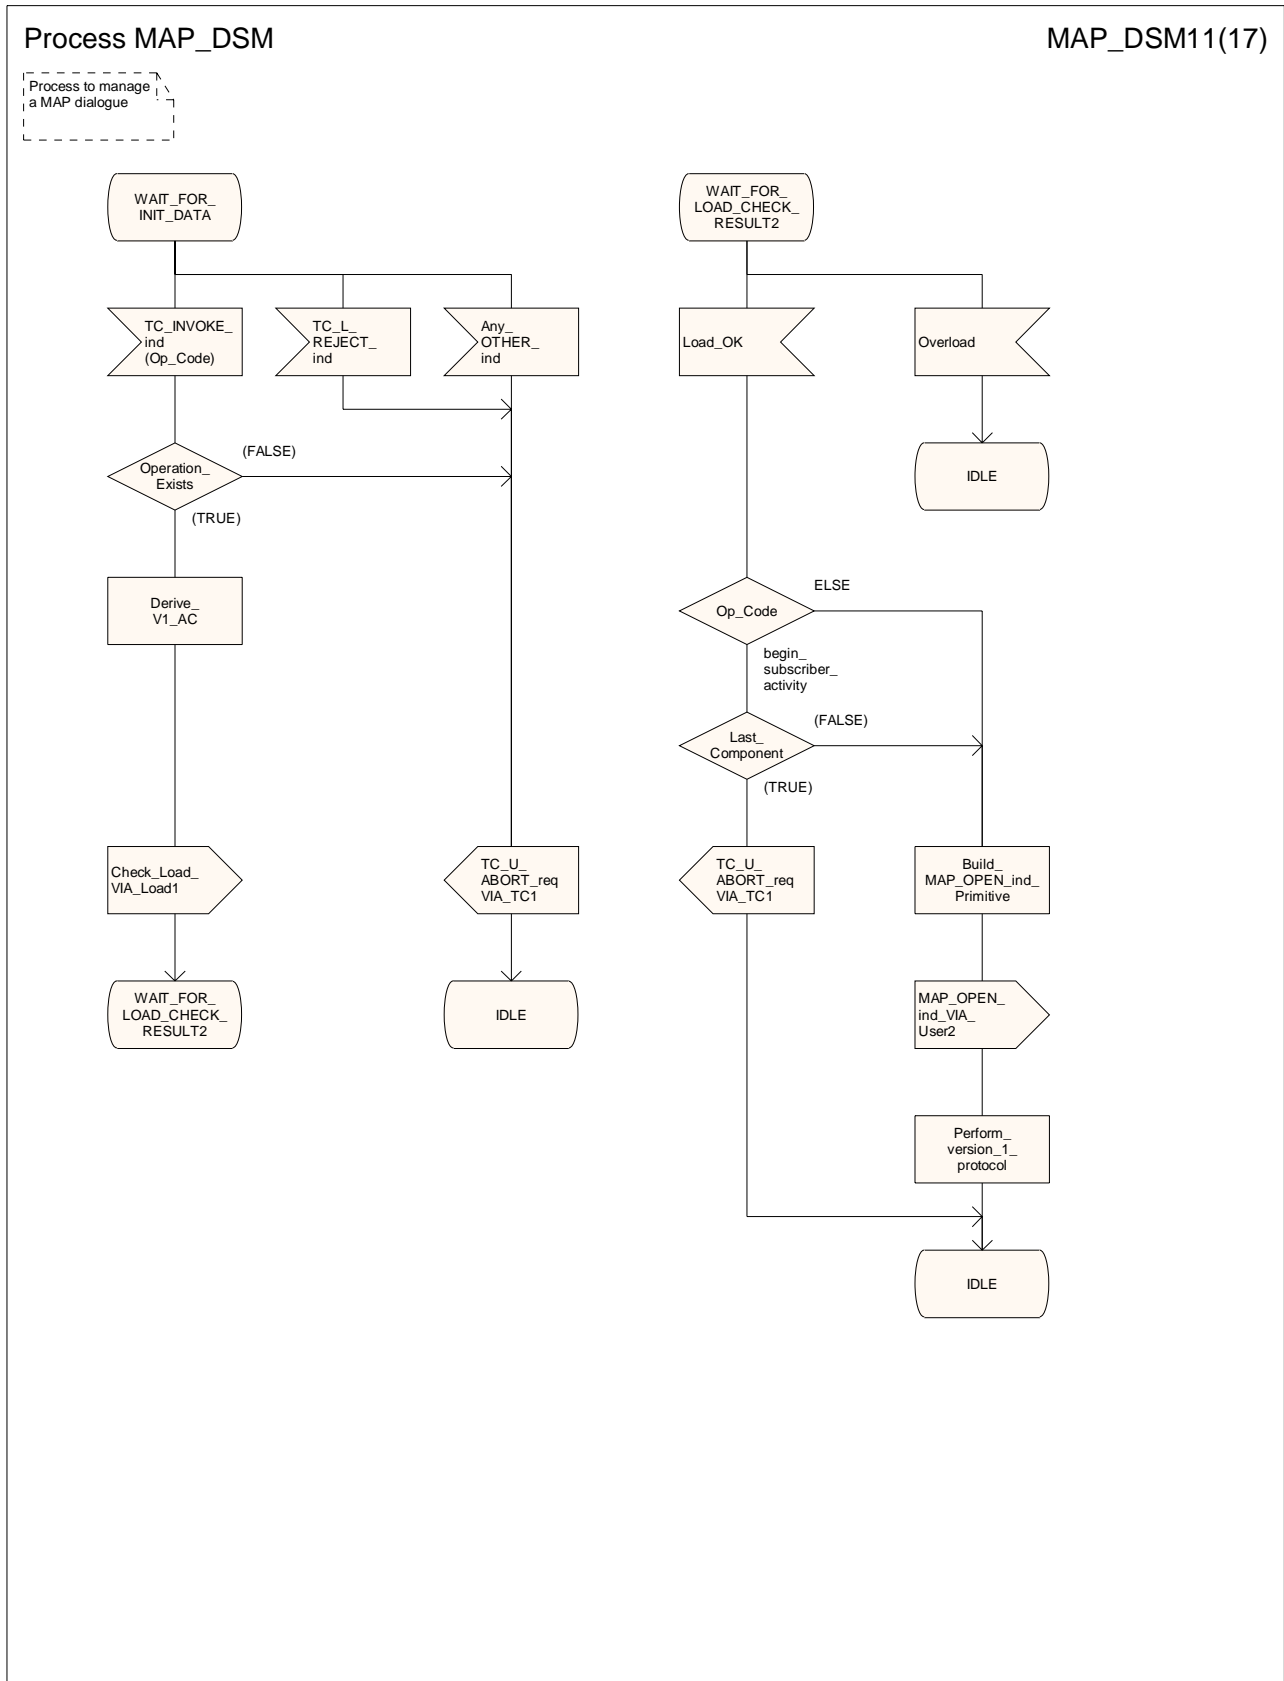 Process MAP_DSM
MAP_DSM11(17)
Process to manage
a MAP dialogue
WAIT_FOR_
INIT_DATA
TC_INVOKE_
ind
(Op_Code)
TC_L_
REJECT_
ind
Any_
OTHER_
ind
Operation_
Exists
(FALSE)
(TRUE)
Derive_
V1_AC
Check_Load_
VIA_Load1
TC_U_
ABORT_req
VIA_TC1
WAIT_FOR_
LOAD_CHECK_
RESULT2
IDLE
WAIT_FOR_
LOAD_CHECK_
RESULT2
Load_OK
Overload
IDLE
Op_Code
ELSE
begin_
subscriber_
activity
Last_
Component
(FALSE)
(TRUE)
TC_U_
ABORT_req
VIA_TC1
Build_
MAP_OPEN_ind_
Primitive
MAP_OPEN_
ind_VIA_
User2
Perform_
version_1_
protocol
IDLE